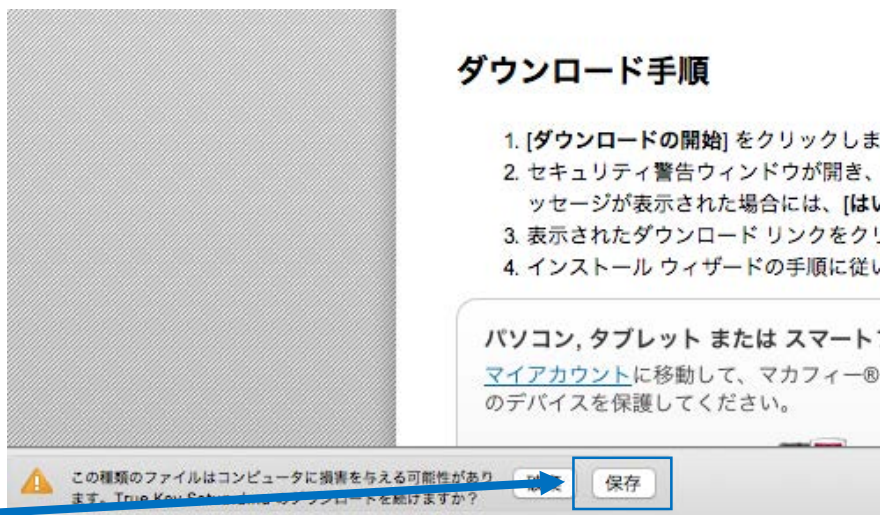 ダウンロード手順
1. [ダウンロードの開始] をクリックしま
2. セキュリティ警告ウィンドウが開き、
ッセージが表示された場合には、[はい
3. 表示されたダウンロード リンクをクリ
4. インストール ウィザードの手順に従い
パソコン, タブレット または スマート
マイアカウントに移動して、マカフィー®
のデバイスを保護してください。
この種類のファイルはコンピュータに損害を与える可能性があり
ます。True Key のダウンロードを続けますか？
保存